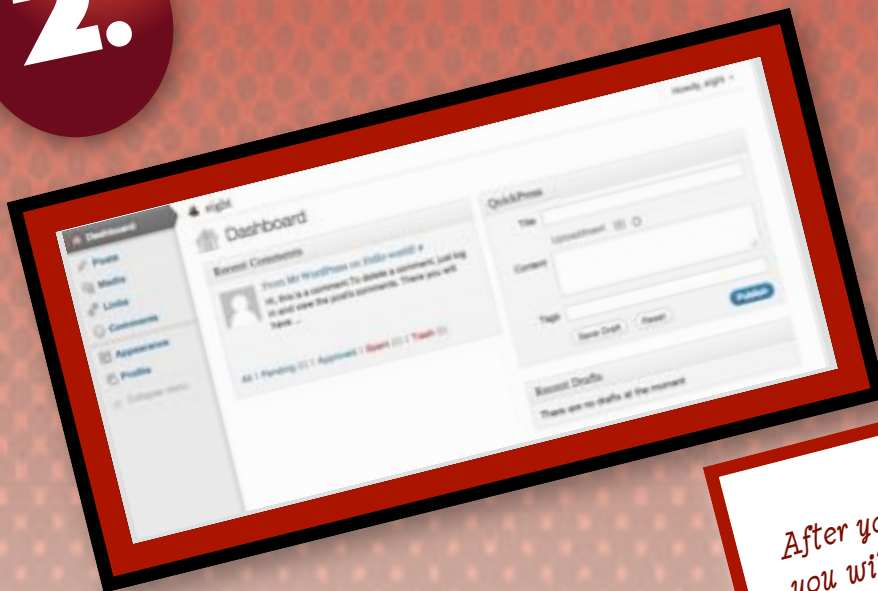 2.
Howdy, eight
eight
Dashboard
Dashboard
Posts
Media
Links
Comments
Appearance
Profile
Collapse menu
Recent Comments
From Mr WordPress on Hello world! #
Hi, this is a comment.To delete a comment, just log
in and view the post's comments. There you will
have ...
All | Pending (0) | Approved | Spam (0) | Trash (0)
QuickPress
Title
Upload/Insert
Content
Tags
Save Draft
Reset
Publish
Recent Drafts
There are no drafts at the moment
After yo
you wi